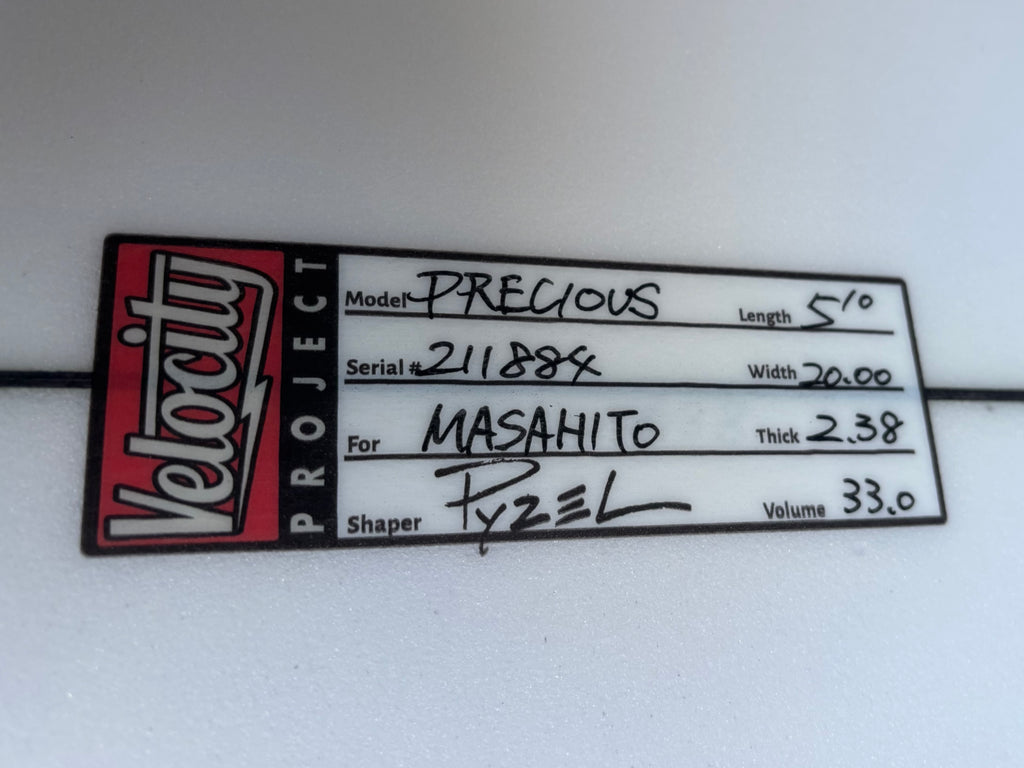 Velocity
PROJECT
Model PRECIOUS
Length 5'10
Serial # 211884
Width 20.00
For MASAHITO
Thick 2.38
Shaper PYZEL
Volume 33.0